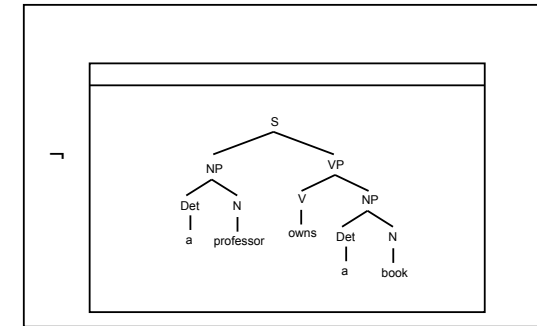 S
NP VP
¬
Det N V NP
a professor owns Det N
a book